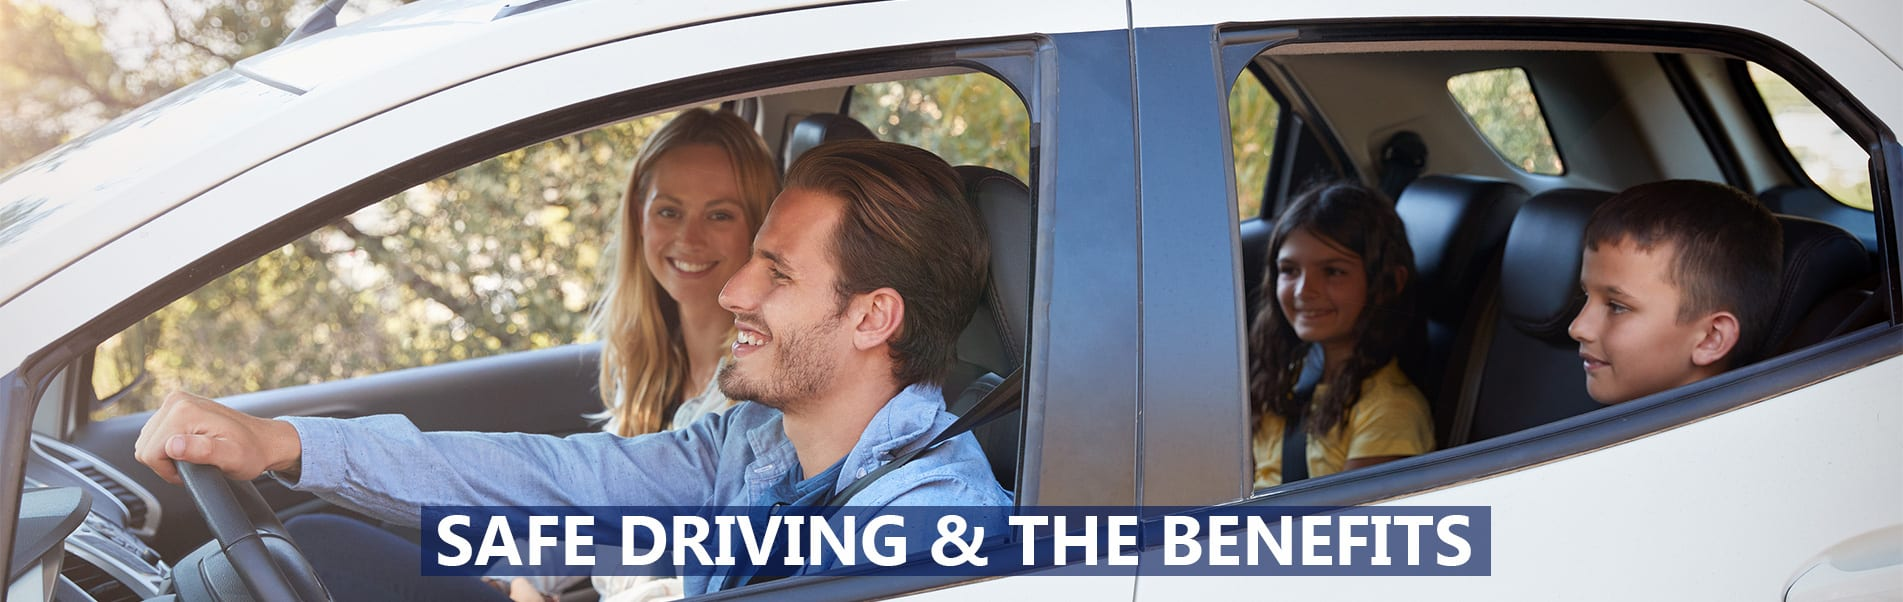 SAFE DRIVING & THE BENEFITS